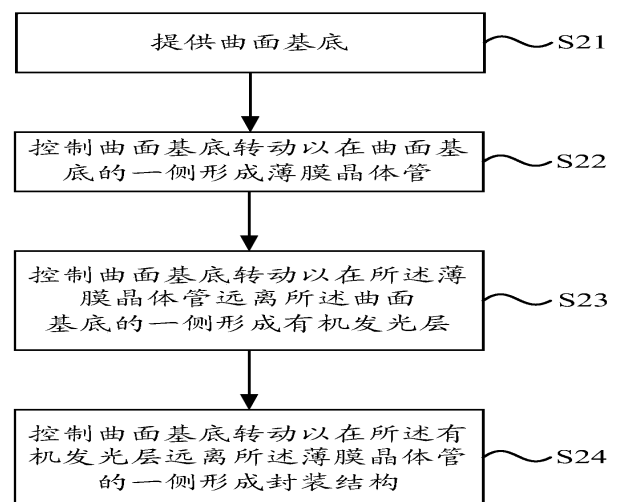 提供曲面基底
S21
控制曲面基底转动以在曲面基
底的一侧形成薄膜晶体管
S22
控制曲面基底转动以在所述薄
膜晶体管远离所述曲面
基底的一侧形成有机发光层
S23
控制曲面基底转动以在所述有
机发光层远离所述薄膜晶体管
的一侧形成封装结构
S24